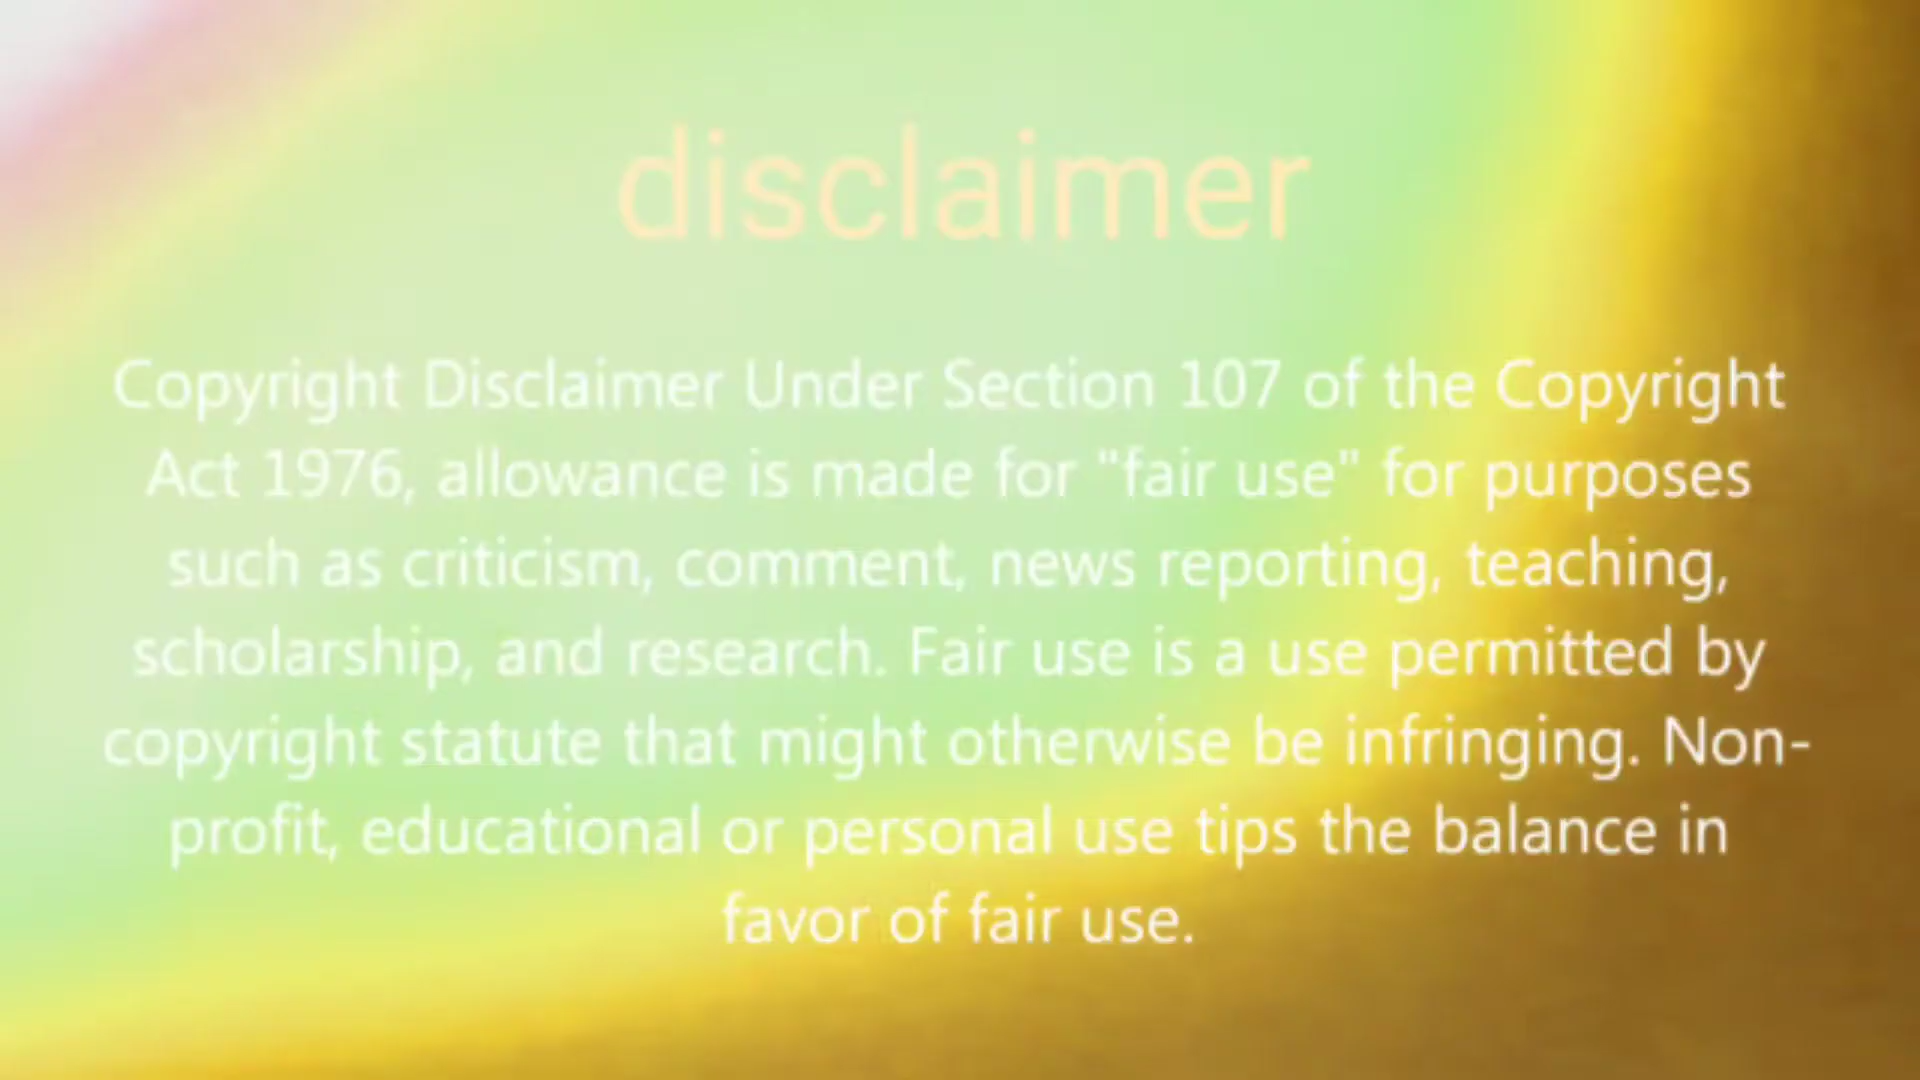 disclaimer
Copyright Disclaimer Under Section 107 of the Copyright
Act 1976, allowance is made for "fair use" for purposes
such as criticism, comment, news reporting, teaching,
scholarship, and research. Fair use is a use permitted by
copyright statute that might otherwise be infringing. Non-
profit, educational or personal use tips the balance in
favor of fair use.